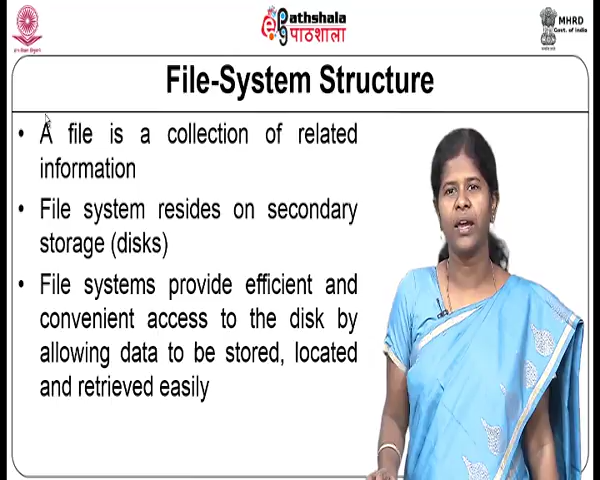 Pathshala
पाठशाला
MHRD
Govt. of India
File-System Structure
• A file is a collection of related
information
• File system resides on secondary
storage (disks)
• File systems provide efficient and
convenient access to the disk by
allowing data to be stored, located
and retrieved easily